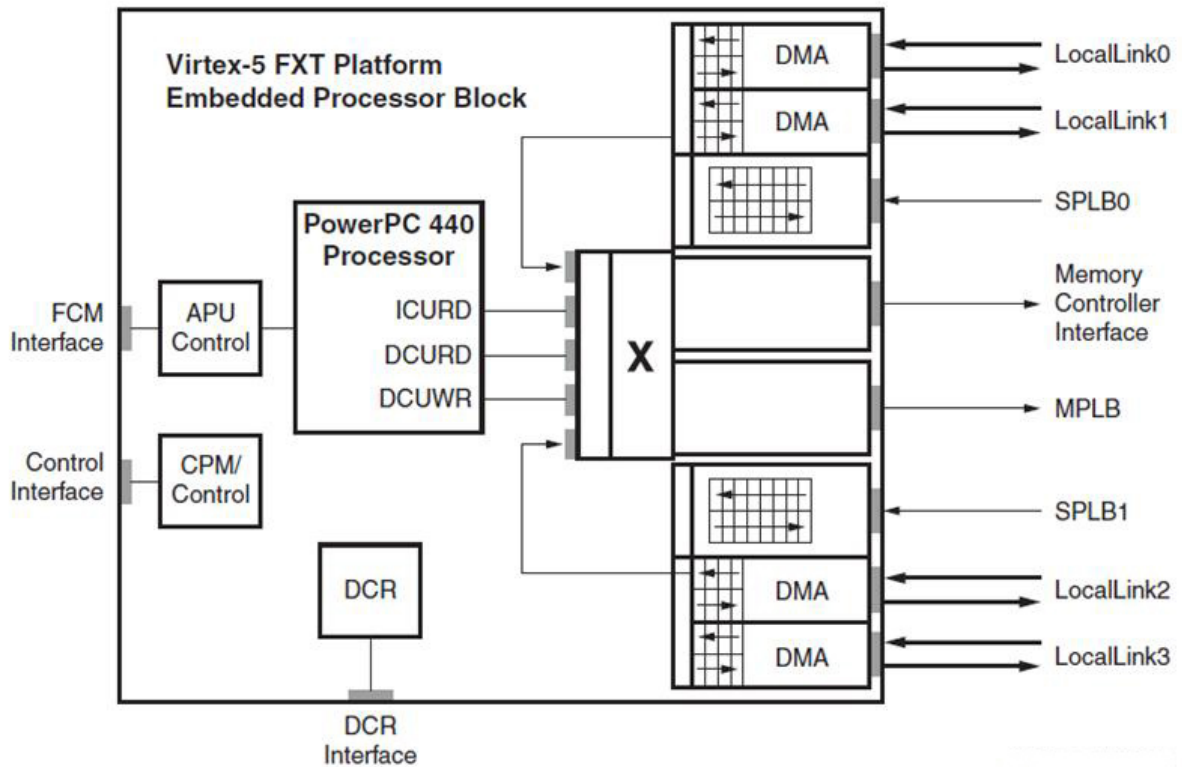 Virtex-5 FXT Platform
Embedded Processor Block
DMA
LocalLink0
DMA
LocalLink1
SPLB0
PowerPC 440
Processor
ICURD
DCURD
DCUWR
FCM
Interface
APU
Control
X
Memory
Controller
Interface
MPLB
Control
Interface
CPM/
Control
SPLB1
DCR
DMA
LocalLink2
DMA
LocalLink3
DCR
Interface